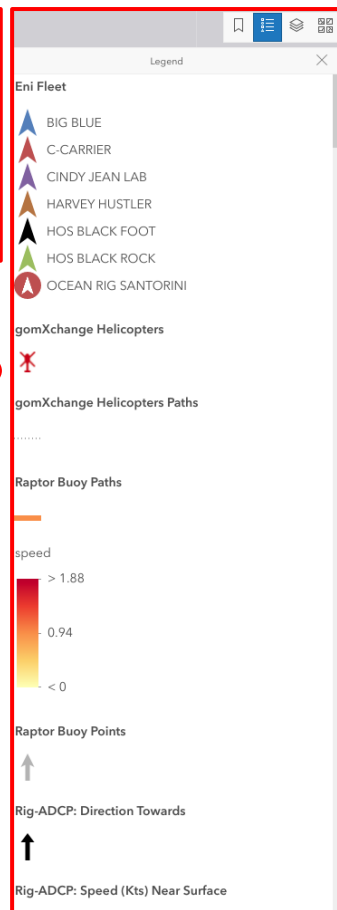 Legend
Eni Fleet
BIG BLUE
C-CARRIER
CINDY JEAN LAB
HARVEY HUSTLER
HOS BLACK FOOT
HOS BLACK ROCK
OCEAN RIG SANTORINI
gomXchange Helicopters
gomXchange Helicopters Paths
Raptor Buoy Paths
speed
> 1.88
0.94
< 0
Raptor Buoy Points
Rig-ADCP: Direction Towards
Rig-ADCP: Speed (Kts) Near Surface